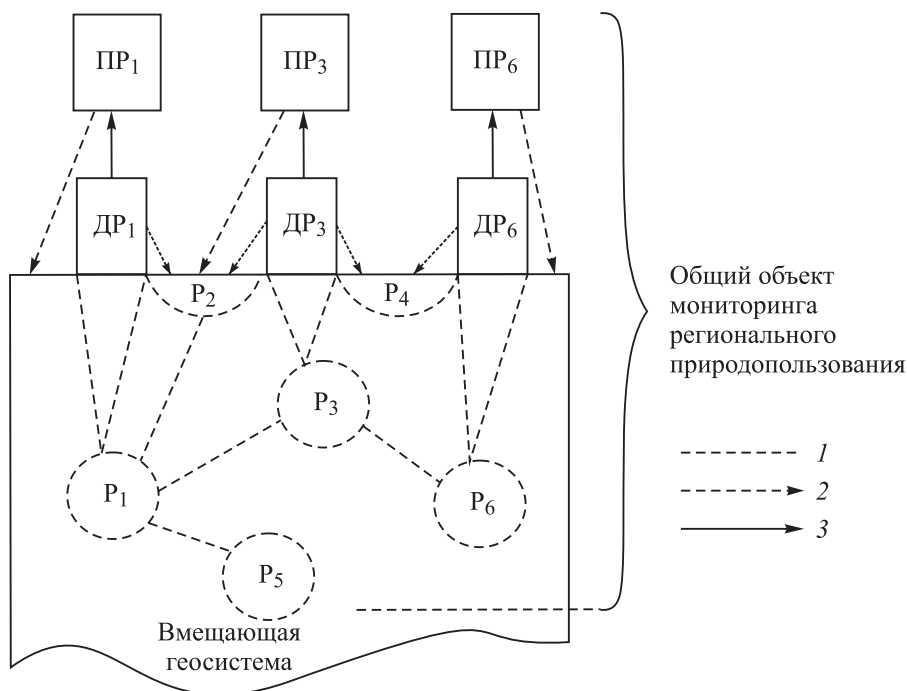 ПР1 ПР3 ПР6
ДР1 ДР3 ДР6
Р2 Р4
Р3
Р1 Р6
Р5
Вмещающая
геосистема
Общий объект
мониторинга
регионального
природопользования
1
2
3